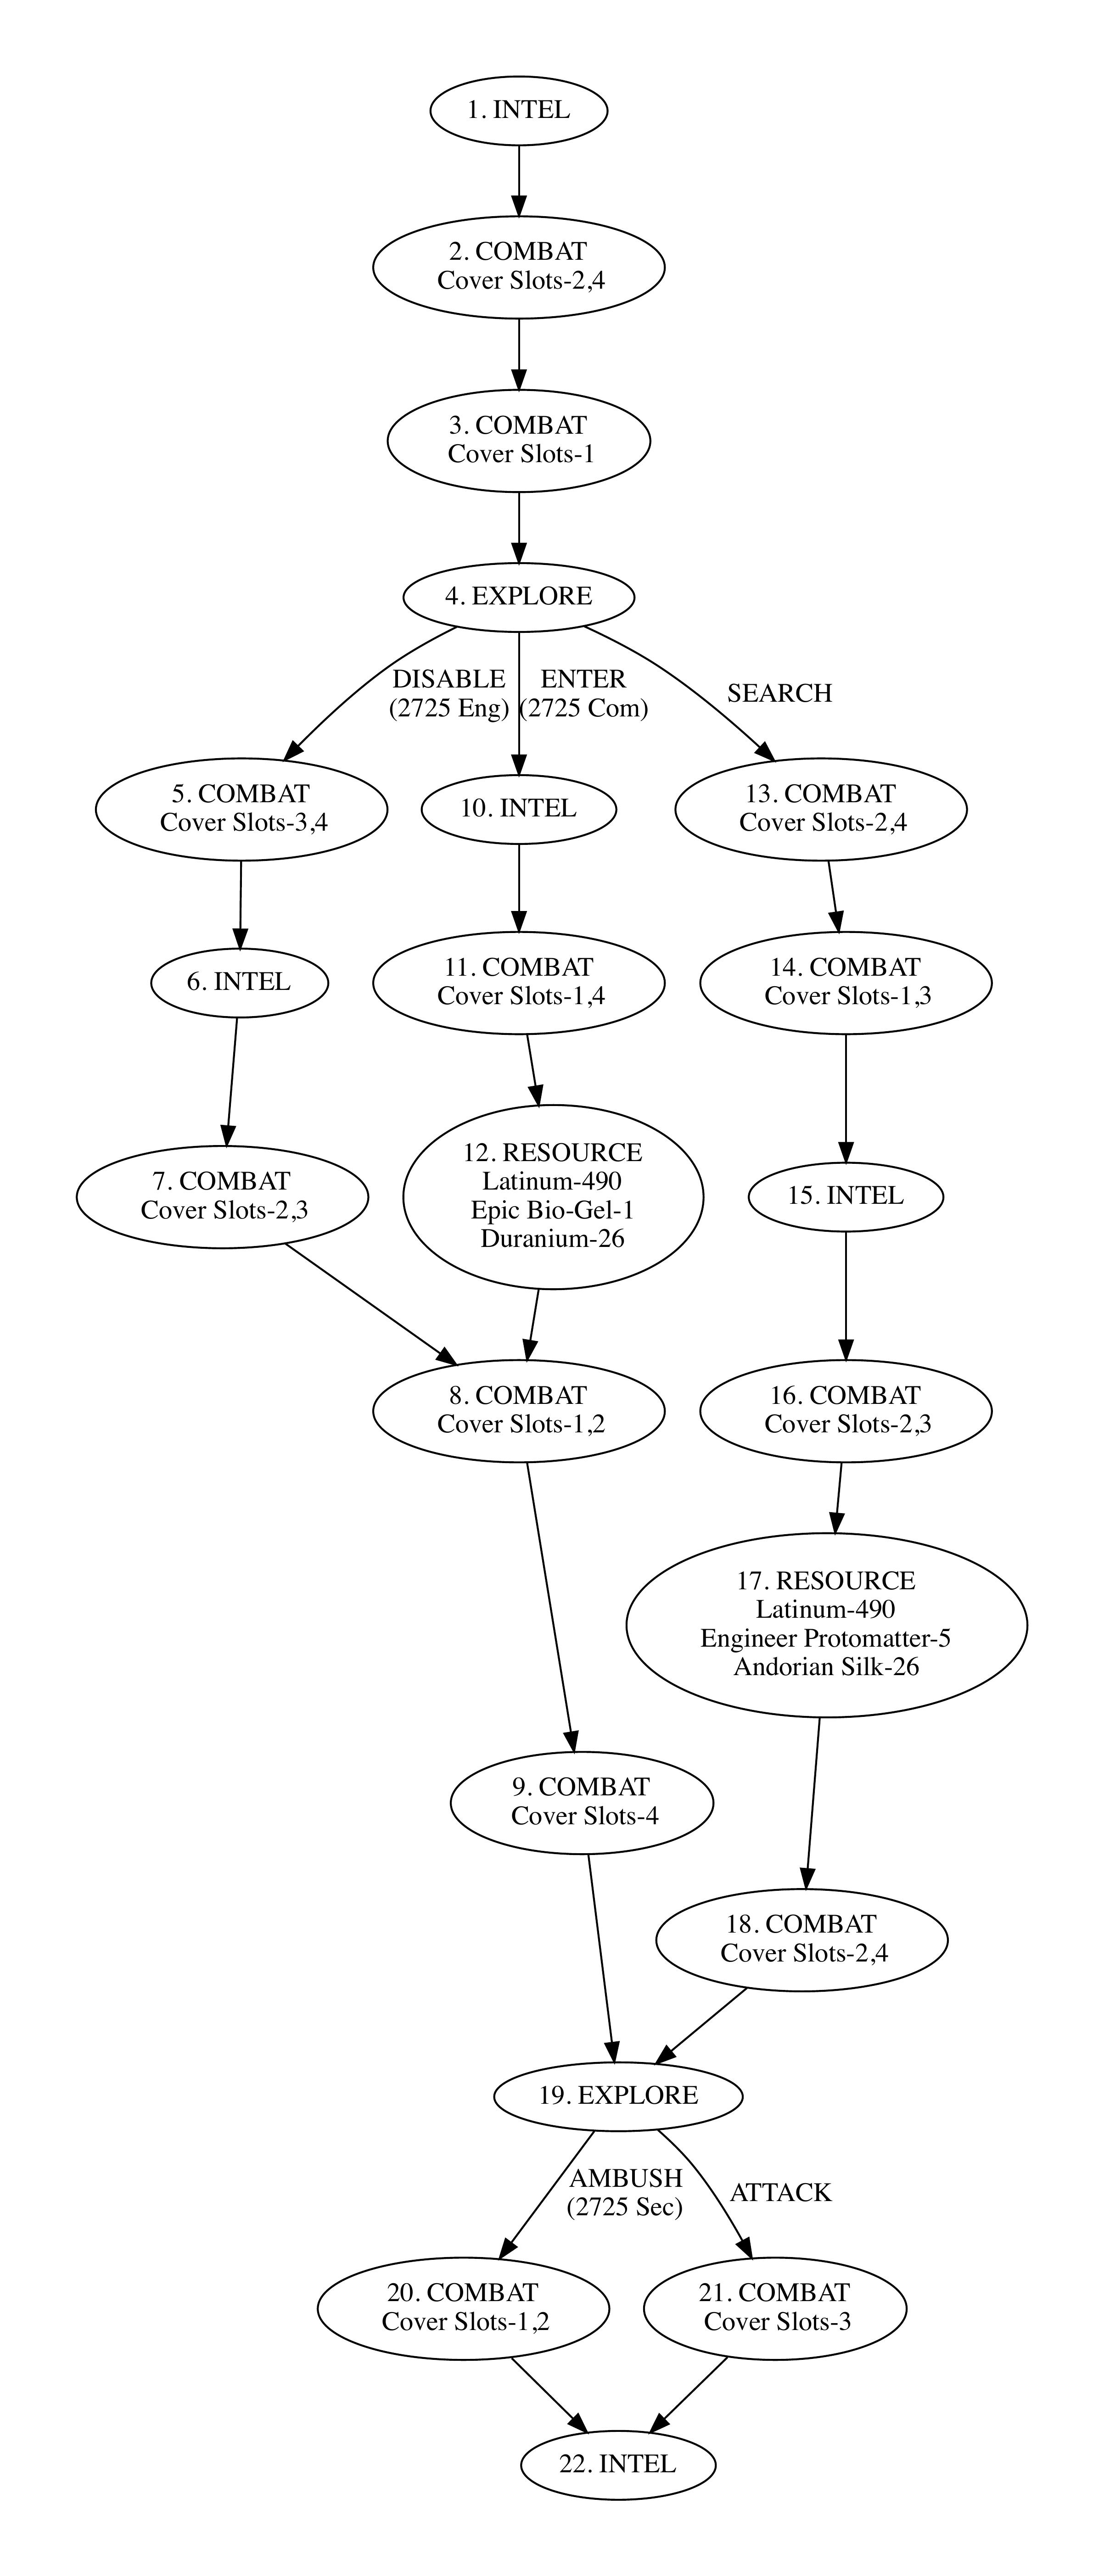 1. INTEL
2. COMBAT
Cover Slots-2,4
3. COMBAT
Cover Slots-1
4. EXPLORE
DISABLE
(2725 Eng)
ENTER
(2725 Com)
SEARCH
5. COMBAT
Cover Slots-3,4
10. INTEL
13. COMBAT
Cover Slots-2,4
6. INTEL
11. COMBAT
Cover Slots-1,4
14. COMBAT
Cover Slots-1,3
7. COMBAT
Cover Slots-2,3
12. RESOURCE
Latinum-490
Epic Bio-Gel-1
Duranium-26
15. INTEL
8. COMBAT
Cover Slots-1,2
16. COMBAT
Cover Slots-2,3
17. RESOURCE
Latinum-490
Engineer Protomatter-5
Andorian Silk-26
9. COMBAT
Cover Slots-4
18. COMBAT
Cover Slots-2,4
19. EXPLORE
AMBUSH
(2725 Sec)
ATTACK
20. COMBAT
Cover Slots-1,2
21. COMBAT
Cover Slots-3
22. INTEL